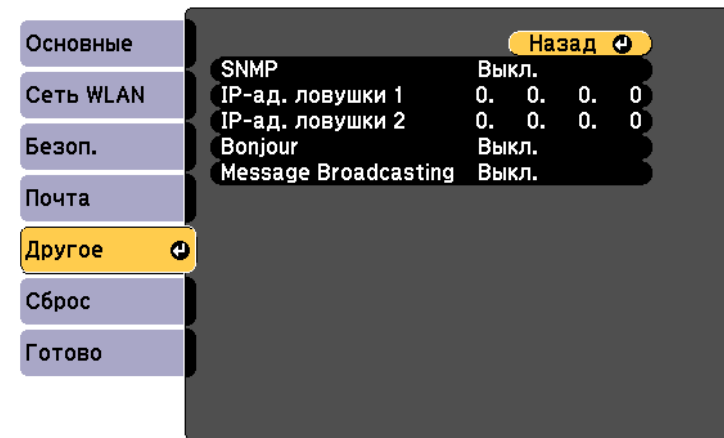 Основные
Сеть WLAN
Безоп.
Почта
Другое
Сброс
Готово
Назад
SNMP Выкл.
IP-ад. ловушки 1 0. 0. 0. 0
IP-ад. ловушки 2 0. 0. 0. 0
Bonjour Выкл.
Message Broadcasting Выкл.